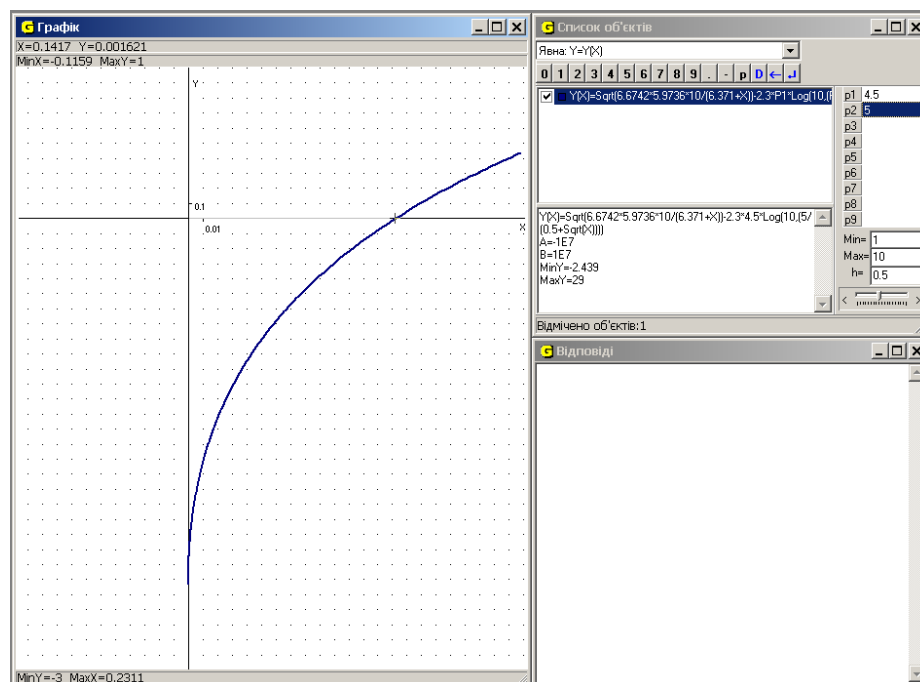 Графік
X=0.1417 Y=0.001621
MinX=-0.1159 MaxY=1
Y
0.1
0.01
X
MinY=-3 MaxX=0.2311
Список об'єктів
Явна: Y=Y(X)
0 1 2 3 4 5 6 7 8 9 . - p D ← ↲
Y(X)=Sqrt(6.6742*5.9736*10/(6.371+X))-2.3*P1*Log(10,(
Y(X)=Sqrt(6.6742*5.9736*10/(6.371+X))-2.3*4.5*Log(10,(5/
(0.5+Sqrt(X))))
A=-1E7
B=1E7
MinY=-2.439
MaxY=29
p1 4.5
p2 5
p3
p4
p5
p6
p7
p8
p9
Min= 1
Max= 10
h= 0.5
< >
Відмічено об'єктів:1
Відповіді